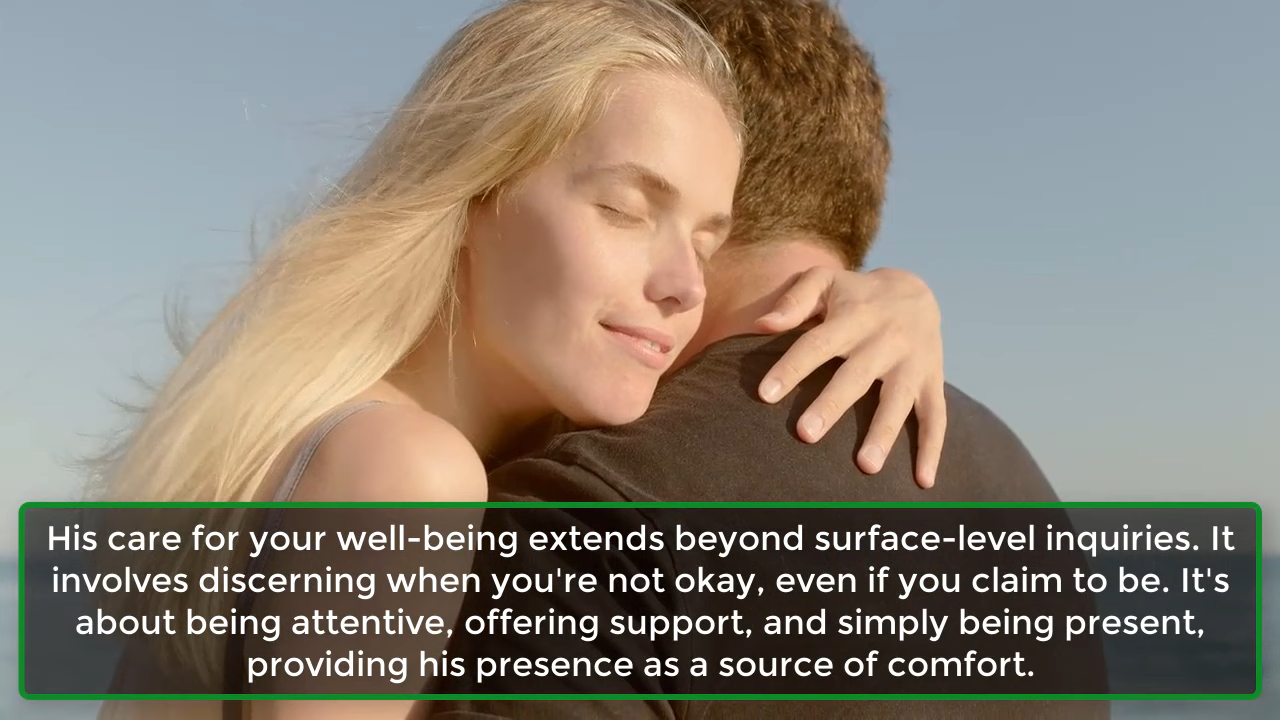 His care for your well-being extends beyond surface-level inquiries. It
involves discerning when you're not okay, even if you claim to be. It's
about being attentive, offering support, and simply being present,
providing his presence as a source of comfort.